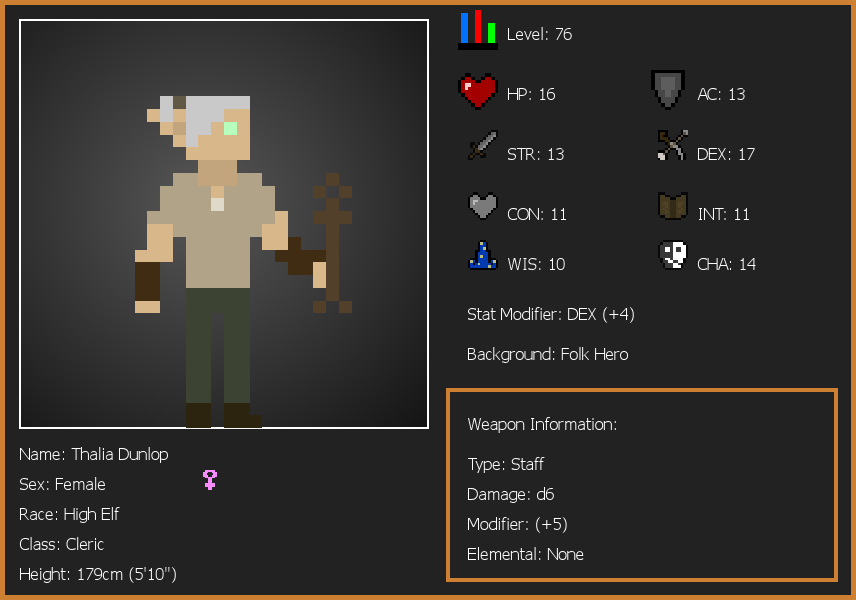 Level: 76
HP: 16
AC: 13
STR: 13
DEX: 17
CON: 11
INT: 11
WIS: 10
CHA: 14
Stat Modifier: DEX (+4)
Background: Folk Hero
Weapon Information:
Type: Staff
Damage: d6
Modifier: (+5)
Elemental: None
Name: Thalia Dunlop
Sex: Female
Race: High Elf
Class: Cleric
Height: 179cm (5'10")